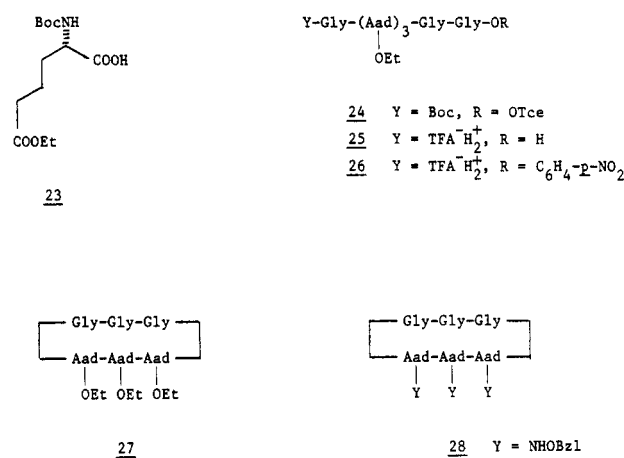 BocHN
COOH
COOEt
23
Y-Gly-(Aad)3-Gly-Gly-OR
OEt
24 Y = Boc, R = OTce
25 Y = TFA-H2+, R = H
26 Y = TFA-H2+, R = C6H4-p-NO2
Gly-Gly-Gly
Aad-Aad-Aad
OEt OEt OEt
27
Gly-Gly-Gly
Aad-Aad-Aad
Y Y Y
28 Y = NHOBzl